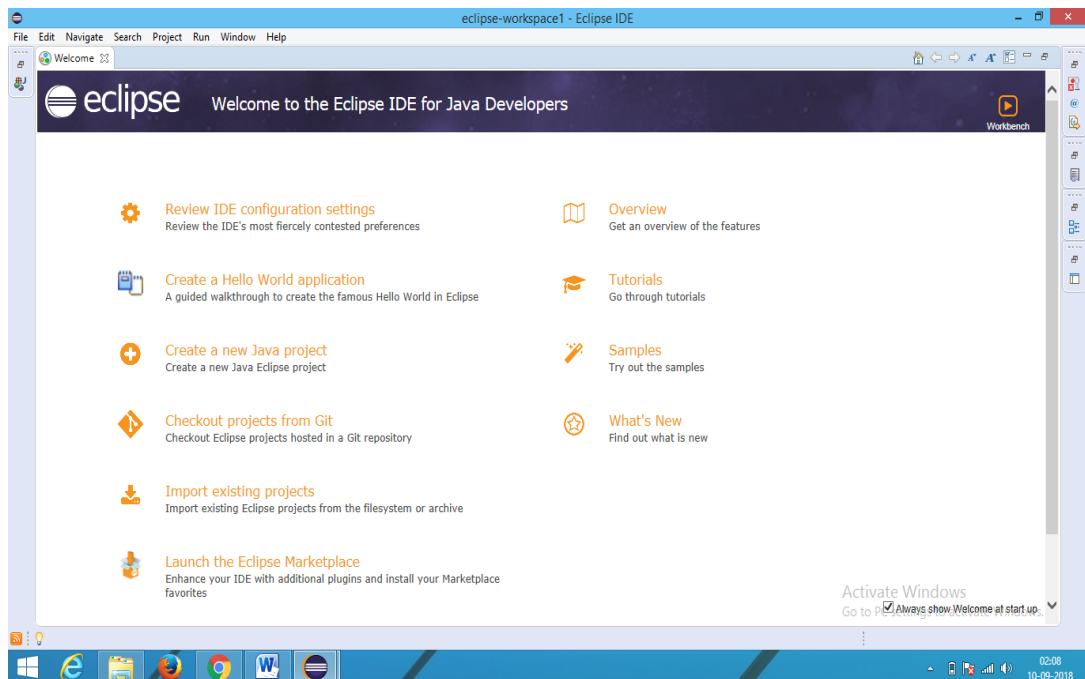 eclipse-workspace1 - Eclipse IDE
File Edit Navigate Search Project Run Window Help
Welcome
eclipse Welcome to the Eclipse IDE for Java Developers
Workbench
Review IDE configuration settings
Review the IDE's most fiercely contested preferences
Create a Hello World application
A guided walkthrough to create the famous Hello World in Eclipse
Create a new Java project
Create a new Java Eclipse project
Checkout projects from Git
Checkout Eclipse projects hosted in a Git repository
Import existing projects
Import existing Eclipse projects from the filesystem or archive
Launch the Eclipse Marketplace
Enhance your IDE with additional plugins and install your Marketplace
favorites
Overview
Get an overview of the features
Tutorials
Go through tutorials
Samples
Try out the samples
What's New
Find out what is new
Activate Windows
Go to
Always show Welcome at start up
02:08
10-09-2018